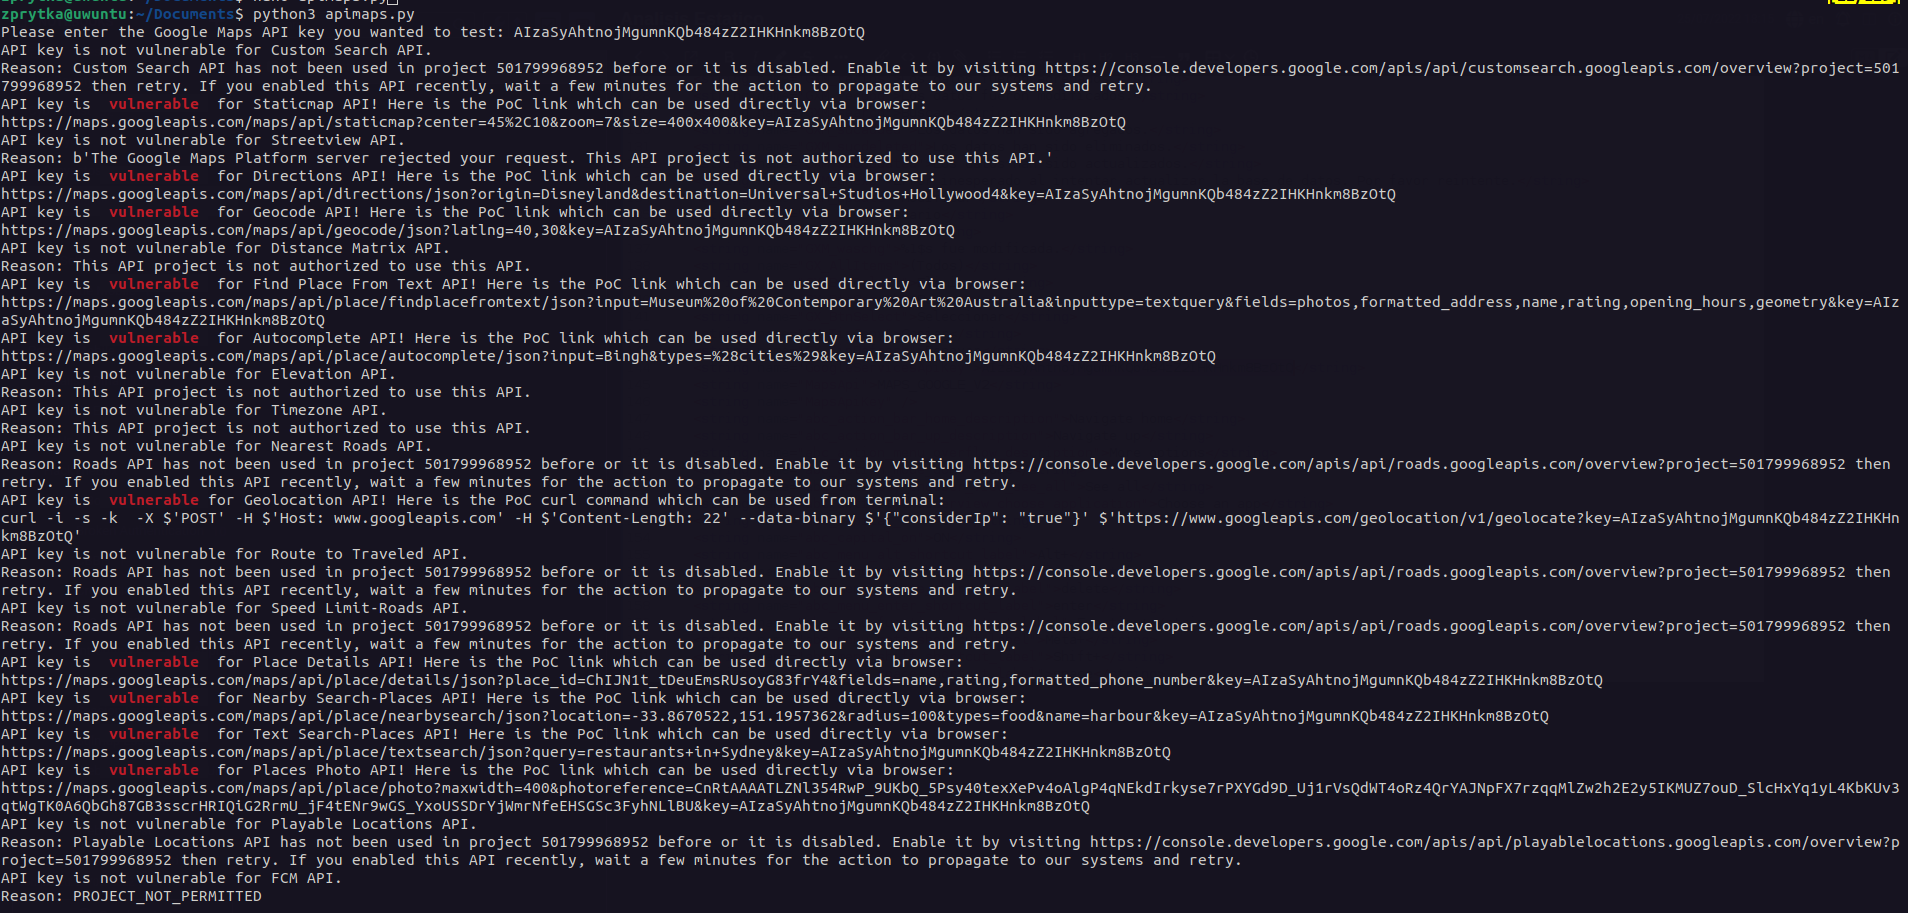 zprytka@uwuntu:~/Documents$ python3 apimaps.py
Please enter the Google Maps API key you wanted to test: AIzaSyAhtnojMgumnKQb484zZ2IHKHnkm8BzOtQ
API key is not vulnerable for Custom Search API.
Reason: Custom Search API has not been used in project 501799968952 before or it is disabled. Enable it by visiting https://console.developers.google.com/apis/api/customsearch.googleapis.com/overview?project=501
799968952 then retry. If you enabled this API recently, wait a few minutes for the action to propagate to our systems and retry.
API key is  vulnerable  for Staticmap API! Here is the PoC link which can be used directly via browser:
https://maps.googleapis.com/maps/api/staticmap?center=45%2C10&zoom=7&size=400x400&key=AIzaSyAhtnojMgumnKQb484zZ2IHKHnkm8BzOtQ
API key is not vulnerable for Streetview API.
Reason: b'The Google Maps Platform server rejected your request. This API project is not authorized to use this API.'
API key is  vulnerable  for Directions API! Here is the PoC link which can be used directly via browser:
https://maps.googleapis.com/maps/api/directions/json?origin=Disneyland&destination=Universal+Studios+Hollywood4&key=AIzaSyAhtnojMgumnKQb484zZ2IHKHnkm8BzOtQ
API key is  vulnerable  for Geocode API! Here is the PoC link which can be used directly via browser:
https://maps.googleapis.com/maps/api/geocode/json?latlng=40,30&key=AIzaSyAhtnojMgumnKQb484zZ2IHKHnkm8BzOtQ
API key is not vulnerable for Distance Matrix API.
Reason: This API project is not authorized to use this API.
API key is  vulnerable  for Find Place From Text API! Here is the PoC link which can be used directly via browser:
https://maps.googleapis.com/maps/api/place/findplacefromtext/json?input=Museum%20of%20Contemporary%20Art%20Australia&inputtype=textquery&fields=photos,formatted_address,name,rating,opening_hours,geometry&key=AIz
aSyAhtnojMgumnKQb484zZ2IHKHnkm8BzOtQ
API key is  vulnerable  for Autocomplete API! Here is the PoC link which can be used directly via browser:
https://maps.googleapis.com/maps/api/place/autocomplete/json?input=Bingh&types=%28cities%29&key=AIzaSyAhtnojMgumnKQb484zZ2IHKHnkm8BzOtQ
API key is not vulnerable for Elevation API.
Reason: This API project is not authorized to use this API.
API key is not vulnerable for Timezone API.
Reason: This API project is not authorized to use this API.
API key is not vulnerable for Nearest Roads API.
Reason: Roads API has not been used in project 501799968952 before or it is disabled. Enable it by visiting https://console.developers.google.com/apis/api/roads.googleapis.com/overview?project=501799968952 then
retry. If you enabled this API recently, wait a few minutes for the action to propagate to our systems and retry.
API key is  vulnerable for Geolocation API! Here is the PoC curl command which can be used from terminal:
curl -i -s -k  -X $'POST' -H $'Host: www.googleapis.com' -H $'Content-Length: 22' --data-binary $'{"considerIp": "true"}' $'https://www.googleapis.com/geolocation/v1/geolocate?key=AIzaSyAhtnojMgumnKQb484zZ2IHKHn
km8BzOtQ'
API key is not vulnerable for Route to Traveled API.
Reason: Roads API has not been used in project 501799968952 before or it is disabled. Enable it by visiting https://console.developers.google.com/apis/api/roads.googleapis.com/overview?project=501799968952 then
retry. If you enabled this API recently, wait a few minutes for the action to propagate to our systems and retry.
API key is not vulnerable for Speed Limit-Roads API.
Reason: Roads API has not been used in project 501799968952 before or it is disabled. Enable it by visiting https://console.developers.google.com/apis/api/roads.googleapis.com/overview?project=501799968952 then
retry. If you enabled this API recently, wait a few minutes for the action to propagate to our systems and retry.
API key is  vulnerable  for Place Details API! Here is the PoC link which can be used directly via browser:
https://maps.googleapis.com/maps/api/place/details/json?place_id=ChIJN1t_tDeuEmsRUsoyG83frY4&fields=name,rating,formatted_phone_number&key=AIzaSyAhtnojMgumnKQb484zZ2IHKHnkm8BzOtQ
API key is  vulnerable  for Nearby Search-Places API! Here is the PoC link which can be used directly via browser:
https://maps.googleapis.com/maps/api/place/nearbysearch/json?location=-33.8670522,151.1957362&radius=100&types=food&name=harbour&key=AIzaSyAhtnojMgumnKQb484zZ2IHKHnkm8BzOtQ
API key is  vulnerable  for Text Search-Places API! Here is the PoC link which can be used directly via browser:
https://maps.googleapis.com/maps/api/place/textsearch/json?query=restaurants+in+Sydney&key=AIzaSyAhtnojMgumnKQb484zZ2IHKHnkm8BzOtQ
API key is  vulnerable  for Places Photo API! Here is the PoC link which can be used directly via browser:
https://maps.googleapis.com/maps/api/place/photo?maxwidth=400&photoreference=CnRtAAAATLZNl354RwP_9UKbQ_5Psy40texXePv4oAlgP4qNEkdIrkyse7rPXYGd9D_Uj1rVsQdWT4oRz4QrYAJNpFX7rzqqMlZw2h2E2y5IKMUZ7ouD_SlcHxYq1yL4KbKUv3
qtWgTK0A6QbGh87GB3sscrHRIQiG2RrmU_jF4tENr9wGS_YxoUSSDrYjWmrNfeEHSGSc3FyhNLlBU&key=AIzaSyAhtnojMgumnKQb484zZ2IHKHnkm8BzOtQ
API key is not vulnerable for Playable Locations API.
Reason: Playable Locations API has not been used in project 501799968952 before or it is disabled. Enable it by visiting https://console.developers.google.com/apis/api/playablelocations.googleapis.com/overview?p
roject=501799968952 then retry. If you enabled this API recently, wait a few minutes for the action to propagate to our systems and retry.
API key is not vulnerable for FCM API.
Reason: PROJECT_NOT_PERMITTED